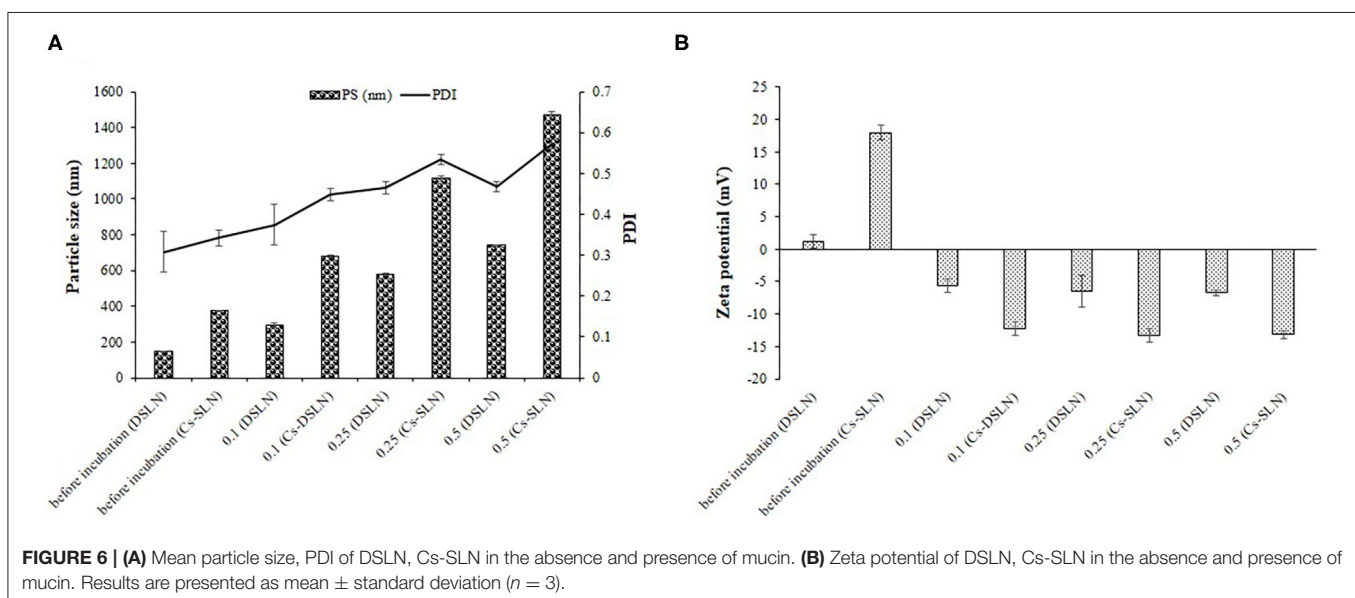 A
B
PS (nm) PDI
Particle size (nm)
1600
1400
1200
1000
800
600
400
200
0
0.7
0.6
0.5
0.4
0.3
0.2
0.1
0
PDI
before incubation (DSLN)
before incubation (Cs-SLN)
0.1 (DSLN)
0.1 (Cs-DSLN)
0.25 (DSLN)
0.25 (Cs-SLN)
0.5 (DSLN)
0.5 (Cs-SLN)
Zeta potential (mV)
25
20
15
10
5
0
-5
-10
-15
-20
before incubation (DSLN)
before incubation (Cs-SLN)
0.1 (DSLN)
0.1 (Cs-DSLN)
0.25 (DSLN)
0.25 (Cs-SLN)
0.5 (DSLN)
0.5 (Cs-SLN)
FIGURE 6 | (A) Mean particle size, PDI of DSLN, Cs-SLN in the absence and presence of mucin. (B) Zeta potential of DSLN, Cs-SLN in the absence and presence of
mucin. Results are presented as mean ± standard deviation (n = 3).